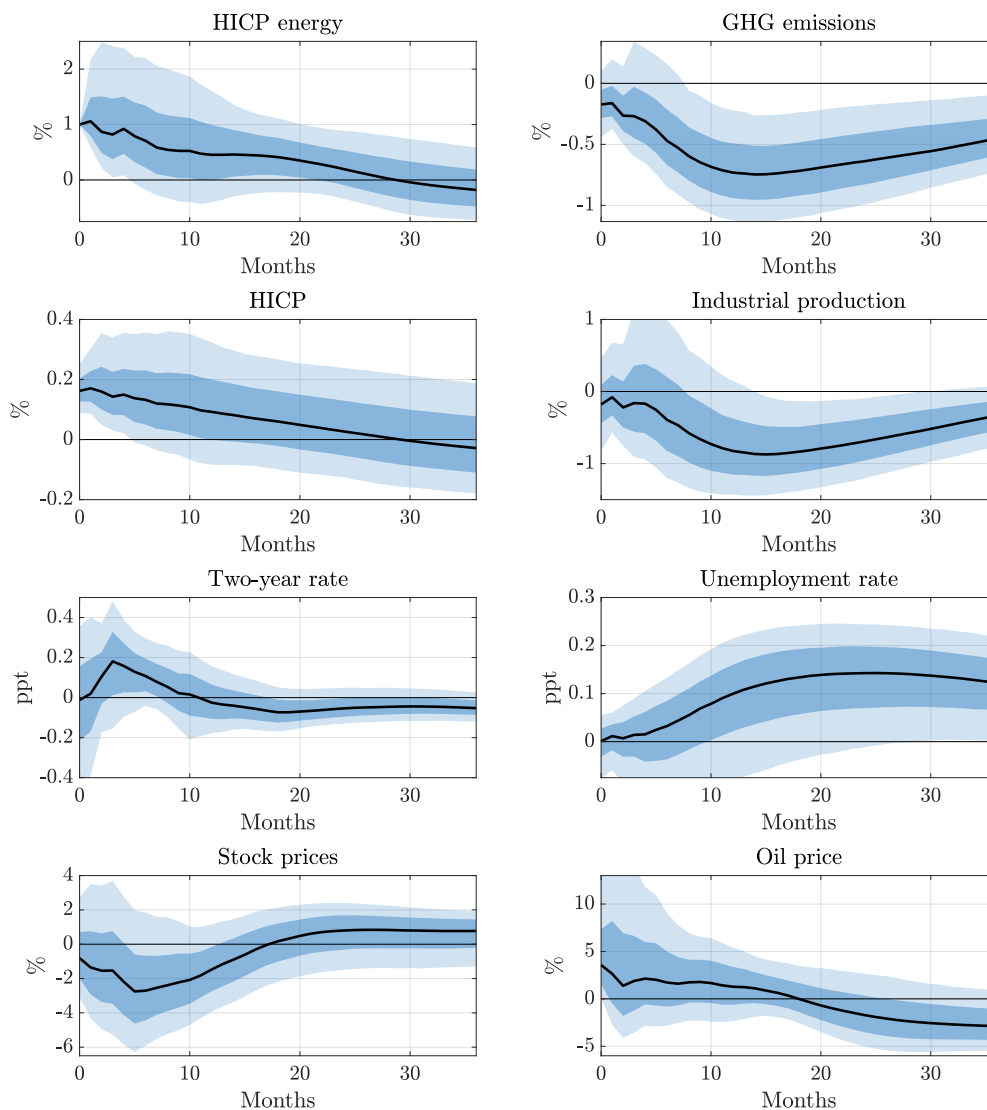 HICP energy
2
1
0
%
0 10 20 30
Months
GHG emissions
0
-0.5
-1
%
0 10 20 30
Months
HICP
0.4
0.2
0
-0.2
%
0 10 20 30
Months
Industrial production
1
0
-1
%
0 10 20 30
Months
Two-year rate
0.4
0.2
0
-0.2
-0.4
ppt
0 10 20 30
Months
Unemployment rate
0.3
0.2
0.1
0
ppt
0 10 20 30
Months
Stock prices
4
2
0
-2
-4
-6
%
0 10 20 30
Months
Oil price
10
5
0
-5
%
0 10 20 30
Months